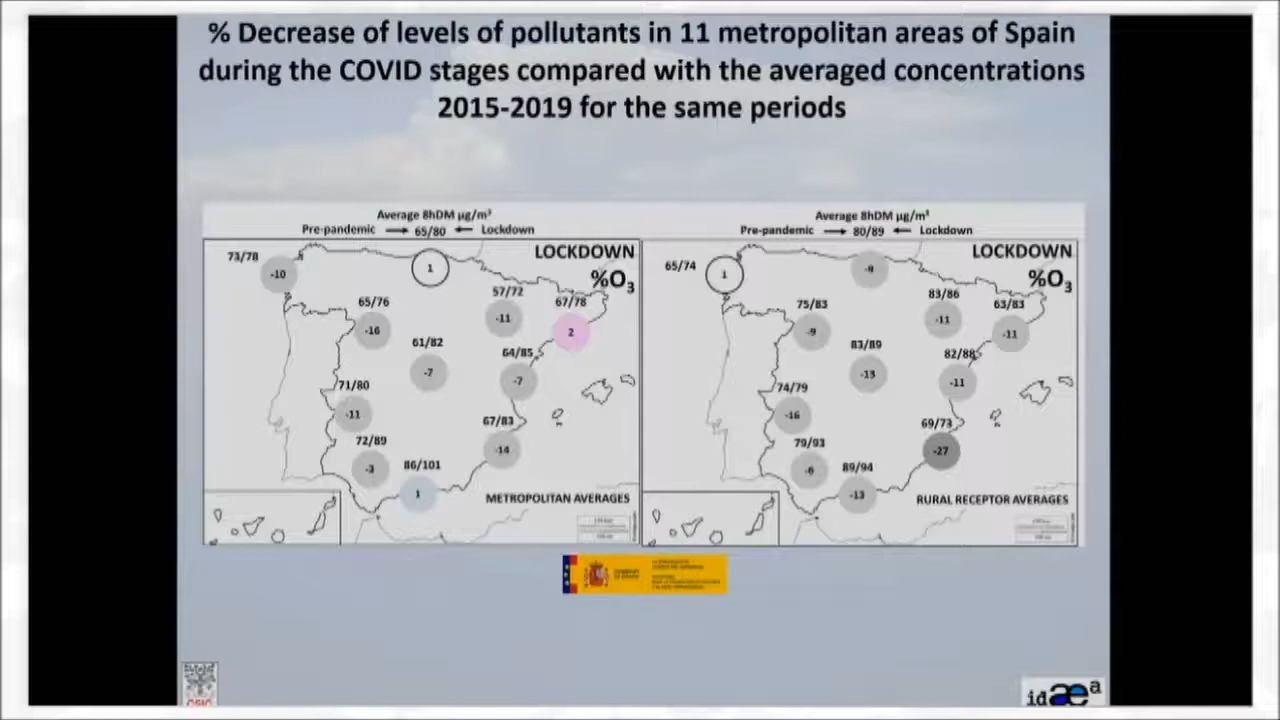 % Decrease of levels of pollutants in 11 metropolitan areas of Spain
during the COVID stages compared with the averaged concentrations
2015-2019 for the same periods
Average 8hDM µg/m³
Pre-pandemic → 65/80 ← Lockdown
LOCKDOWN
%O₃
73/78
-10
1
65/76
-16
57/72
-11
67/78
2
61/82
-7
64/85
-7
71/80
-11
67/83
-14
72/89
-3
86/101
1
METROPOLITAN AVERAGES
Average 8hDM µg/m³
Pre-pandemic → 80/89 ← Lockdown
LOCKDOWN
%O₃
65/74
1
-9
75/83
-9
83/86
-11
63/83
-11
83/89
-13
82/88
-11
74/79
-16
69/73
-27
79/93
-6
89/94
-13
RURAL RECEPTOR AVERAGES
GOBIERNO
DE ESPAÑA
CSIC
idæa